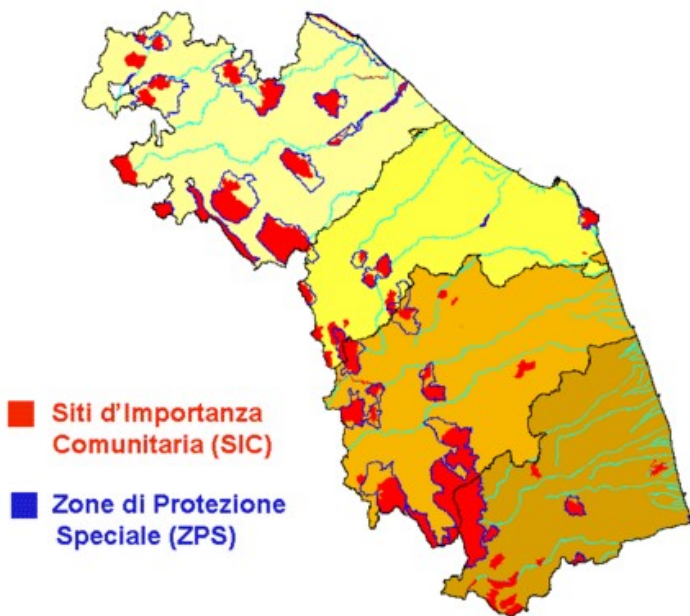 Siti d'Importanza
Comunitaria (SIC)
Zone di Protezione
Speciale (ZPS)